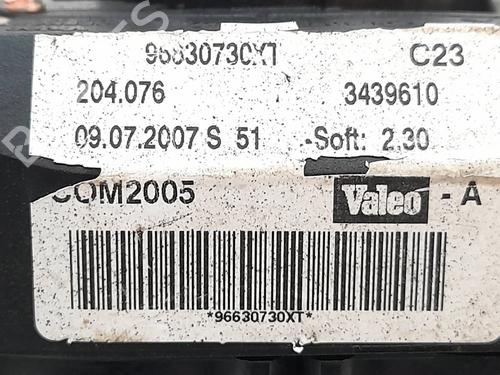 96630730XT C23
204.076 3439610
09.07.2007 S 51 -Soft: 2.30
COM2005 Valeo - A
*96630730XT*